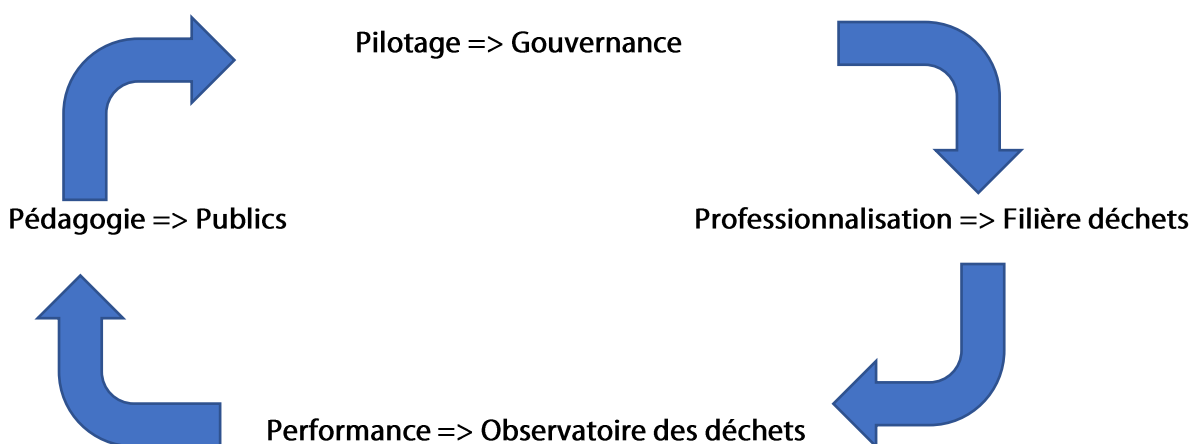 Pilotage => Gouvernance
Pédagogie => Publics
Professionnalisation => Filière déchets
Performance => Observatoire des déchets